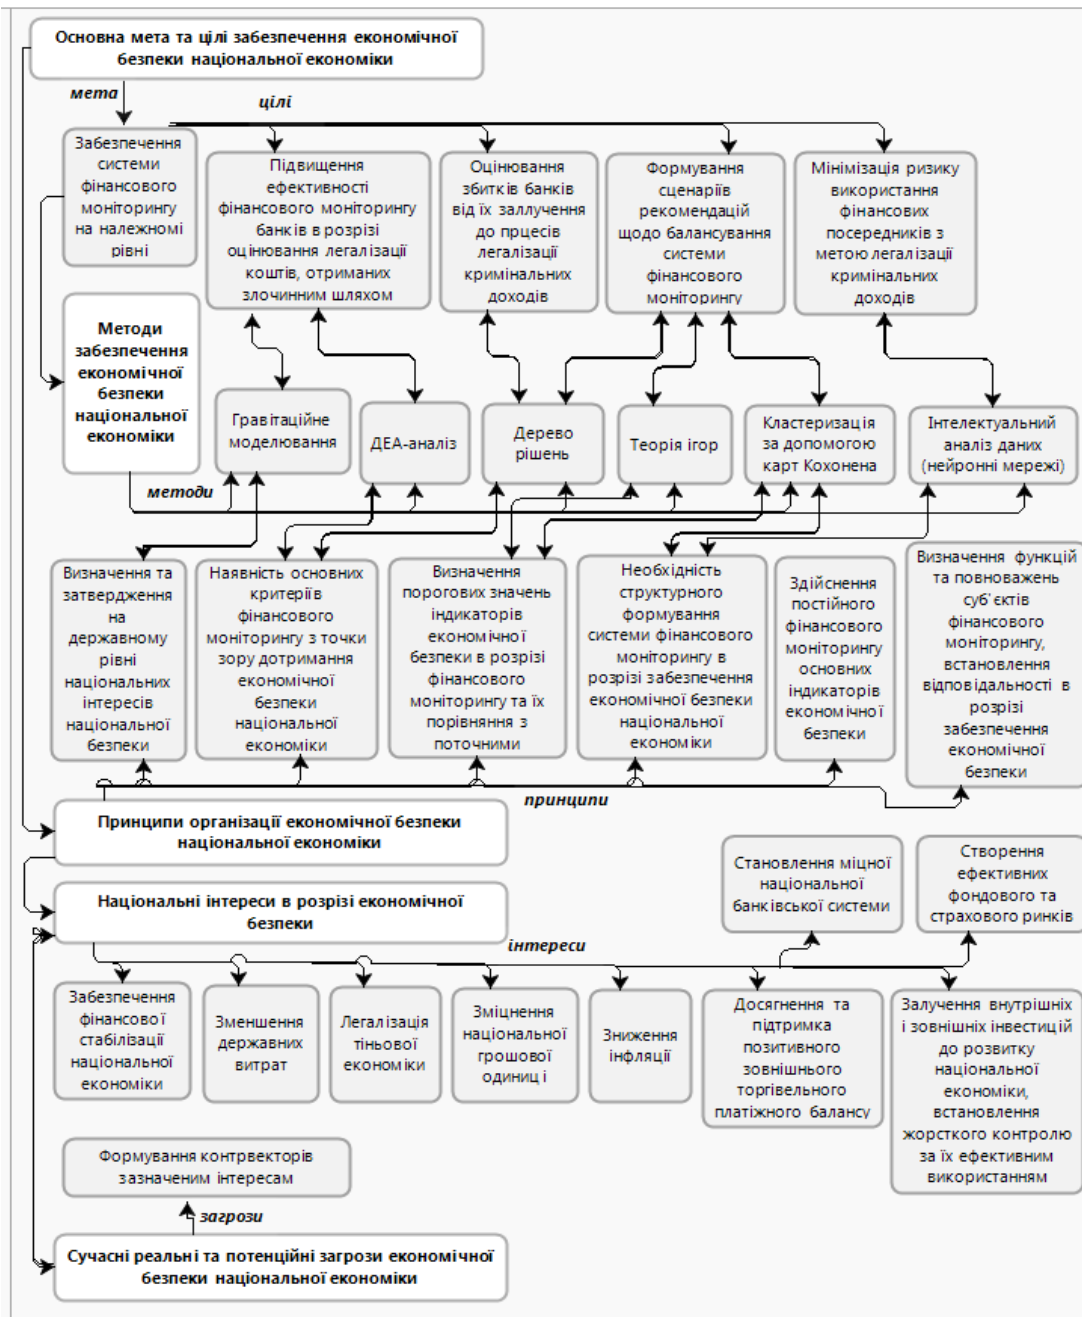 Основна мета та цілі забезпечення економічної
безпеки національної економіки
мета
цілі
Забезпечення
системи
фінансового
моніторингу
на належномі
рівні
Підвищення
ефективності
фінансового моніторингу
банків в розрізі
оцінювання легалізації
коштів, отриманих
злочинним шляхом
Оцінювання
збитків банків
від їх заллучення
до прцесів
легалізації
кримінальних
доходів
Формування
сценаріїв
рекомендацій
щодо балансування
системи
фінансового
моніторингу
Мінімізація ризику
використання
фінансових
посередників з
метою легалізації
кримінальних
доходів
Методи
забезпечення
економічної
безпеки
національної
економіки
Гравітаційне
моделювання
ДЕА-аналіз
Дерево
рішень
Теорія ігор
Кластеризація
за допомогою
карт Кохонена
Інтелектуальний
аналіз даних
(нейронні мережі)
методи
Визначення та
затвердження
на
державному
рівні
національних
інтересів
національної
безпеки
Наявність основних
критеріїв
фінансового
моніторингу з точки
зору дотримання
економічної
безпеки
національної
економіки
Визначення
порогових значень
індикаторів
економічної
безпеки в розрізі
фінансового
моніторингу та їх
порівняння з
поточними
Необхідність
структурного
формування
системи фінансового
моніторингу в
розрізі забезпечення
економічної безпеки
національної
економіки
Здійснення
постійного
фінансового
моніторингу
основних
індикаторів
економічної
безпеки
Визначення функцій
та повноважень
суб'єктів
фінансового
моніторингу,
встановлення
відповідальності в
розрізі
забезпечення
економічної
безпеки
принципи
Принципи організації економічної безпеки
національної економіки
Становлення міцної
національної
банківської системи
Створення
ефективних
фондового та
страхового ринків
Національні інтереси в розрізі економічної
безпеки
інтереси
Забезпечення
фінансової
стабілізації
національної
економіки
Зменшення
державних
витрат
Легалізація
тіньової
економіки
Зміцнення
національної
грошової
одиниці
Зниження
інфляції
Досягнення та
підтримка
позитивного
зовнішнього
торгівельного
платіжного балансу
Залучення внутрішніх
і зовнішніх інвестицій
до розвитку
національної
економіки,
встановлення
жорсткого контролю
за їх ефективним
використанням
Формування контрвекторів
зазначеним інтересам
загрози
Сучасні реальні та потенційні загрози економічної
безпеки національної економіки